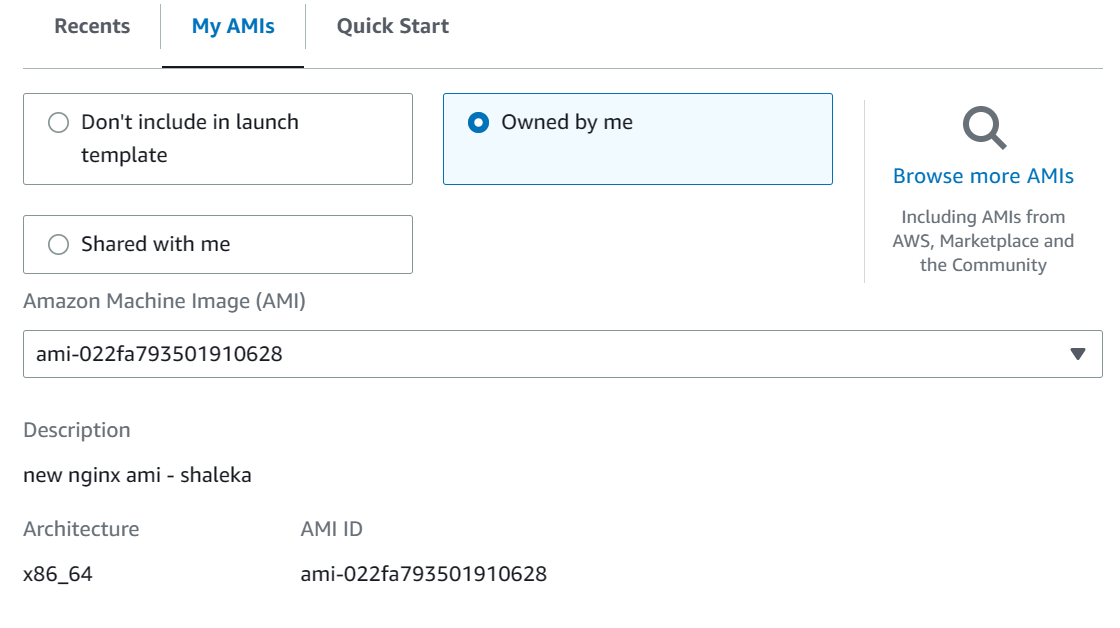 Recents
My AMIs
Quick Start
Don't include in launch
template
Owned by me
Browse more AMIs
Including AMIs from
AWS, Marketplace and
the Community
Shared with me
Amazon Machine Image (AMI)
ami-022fa793501910628
Description
new nginx ami - shaleka
Architecture
AMI ID
x86_64
ami-022fa793501910628